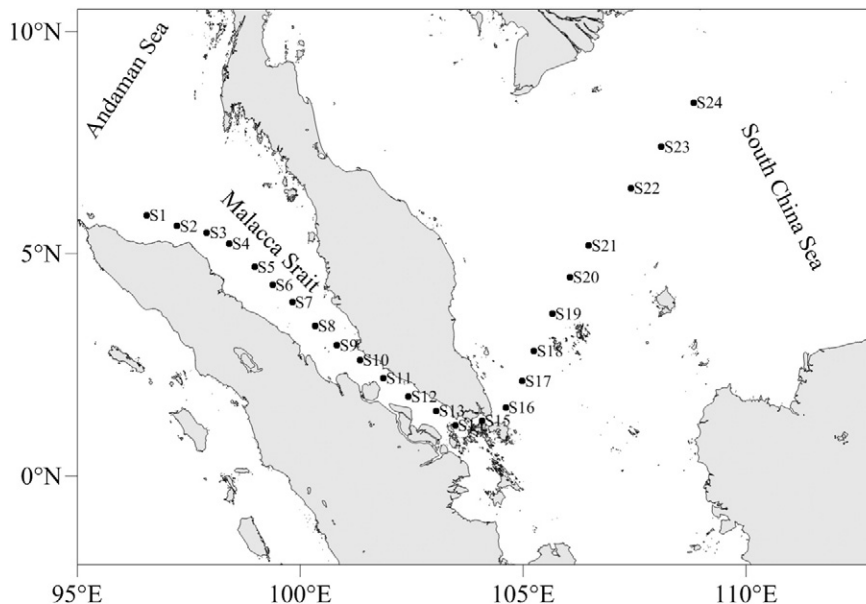 10°N
5°N
0°N
95°E
100°E
105°E
110°E
Andaman Sea
Malacca Srait
South China Sea
S1
S2
S3
S4
S5
S6
S7
S8
S9
S10
S11
S12
S13
S14
S15
S16
S17
S18
S19
S20
S21
S22
S23
S24